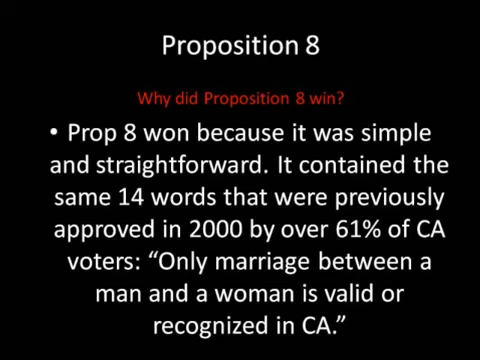 Proposition 8
Why did Proposition 8 win?
• Prop 8 won because it was simple
and straightforward. It contained the
same 14 words that were previously
approved in 2000 by over 61% of CA
voters: “Only marriage between a
man and a woman is valid or
recognized in CA.”